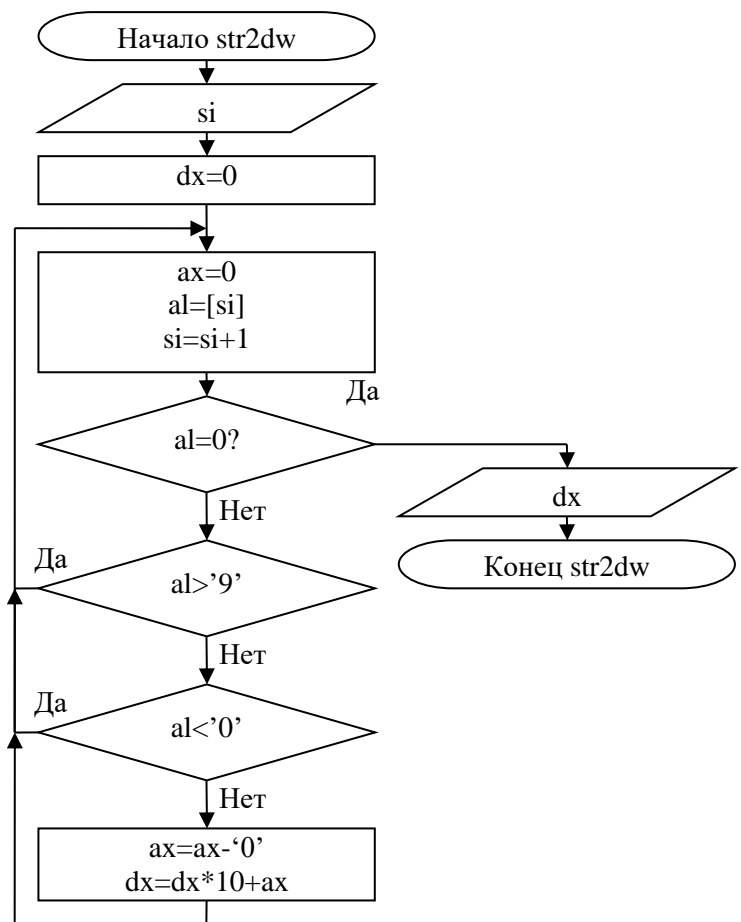 Начало str2dw
si
dx=0
ax=0
al=[si]
si=si+1
Да
al=0?
dx
Нет
Конец str2dw
Да
al>’9’
Нет
Да
al<’0’
Нет
ax=ax-‘0’
dx=dx*10+ax